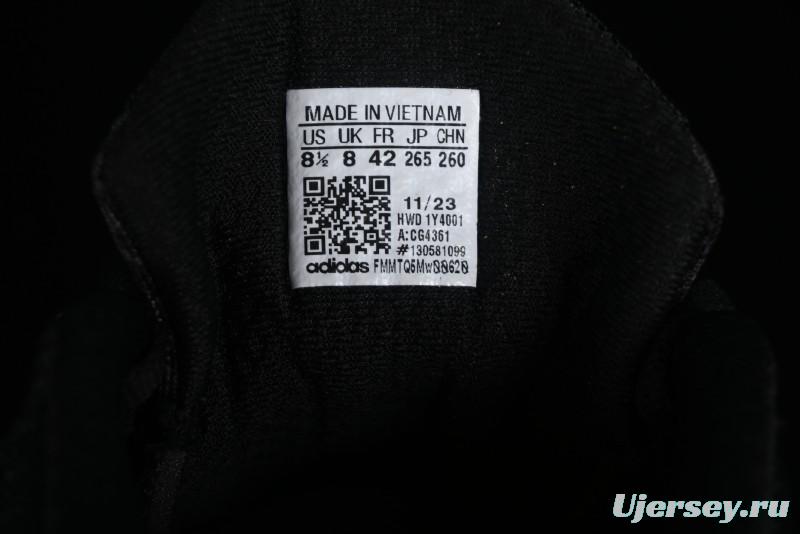 MADE IN VIETNAM
US UK FR JP CHN
8½ 8 42 265 260
11/23
HWD 1Y4001
A:CG4361
#130581099
adidas FMMTQ5Mw00620
Ujersey.ru